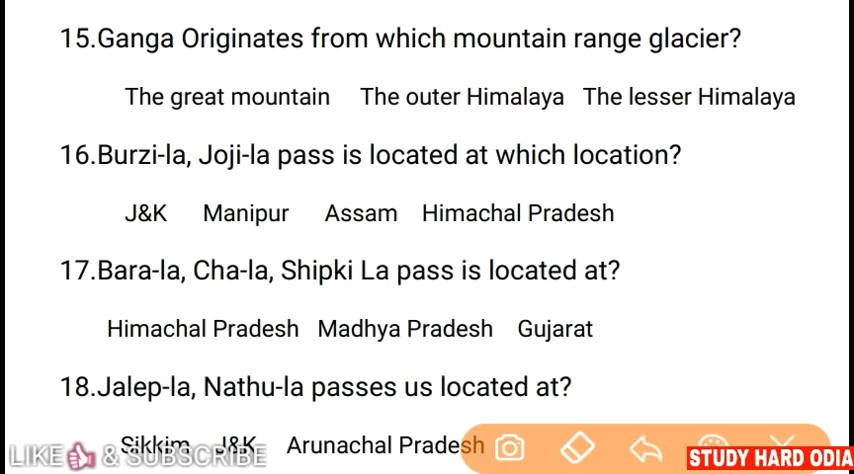 15.Ganga Originates from which mountain range glacier?
The great mountain The outer Himalaya The lesser Himalaya
16.Burzi-la, Joji-la pass is located at which location?
J&K Manipur Assam Himachal Pradesh
17.Bara-la, Cha-la, Shipki La pass is located at?
Himachal Pradesh Madhya Pradesh Gujarat
18.Jalep-la, Nathu-la passes us located at?
Sikkim J&K Arunachal Pradesh
LIKE & SUBSCRIBE
STUDY HARD ODIA